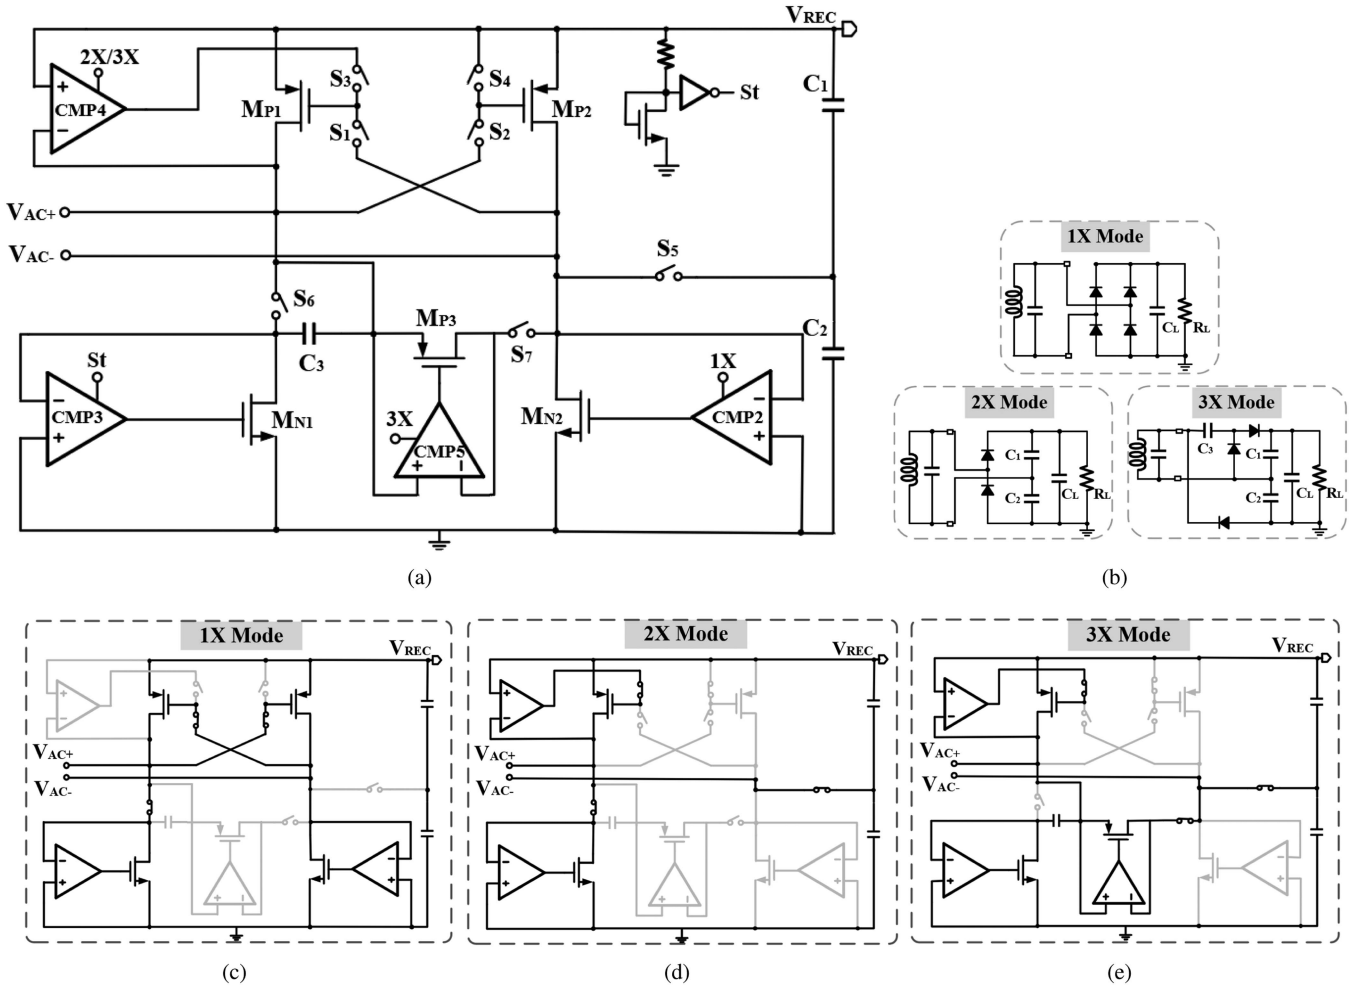 VREC
2X/3X
+
CMP4
−
S3
S4
MP1
MP2
S1
S2
St
C1
VAC+
VAC-
S5
S6
C3
MP3
S7
C2
St
−
CMP3
+
MN1
3X
CMP5
+ −
MN2
1X
−
CMP2
+
(a)
1X Mode
CL RL
2X Mode
C1
C2
CL RL
3X Mode
C3
C1
C2
CL RL
(b)
1X Mode
VREC
+
−
VAC+
VAC-
−
+
+ −
−
+
(c)
2X Mode
VREC
+
−
VAC+
VAC-
−
+
+ −
−
+
(d)
3X Mode
VREC
+
−
VAC+
VAC-
−
+
+ −
−
+
(e)